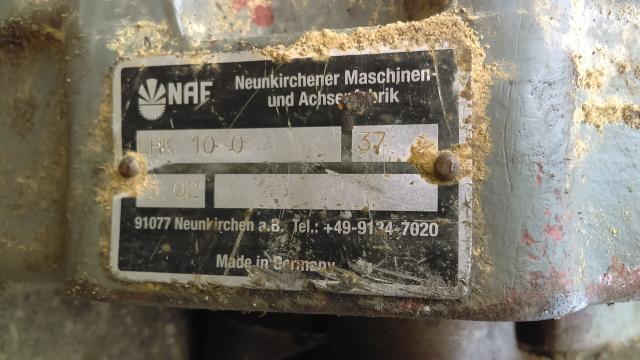 NAF
Neunkirchener Maschinen-
und Achsenfabrik
HK 10 0 37
02
91077 Neunkirchen a.B. Tel.: +49-9134-7020
Made in Germany